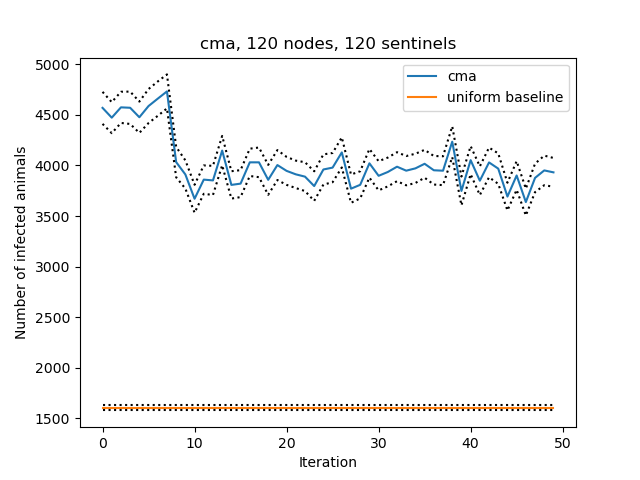 cma, 120 nodes, 120 sentinels
cma
uniform baseline
5000
4500
4000
3500
3000
2500
2000
1500
Number of infected animals
0 10 20 30 40 50
Iteration